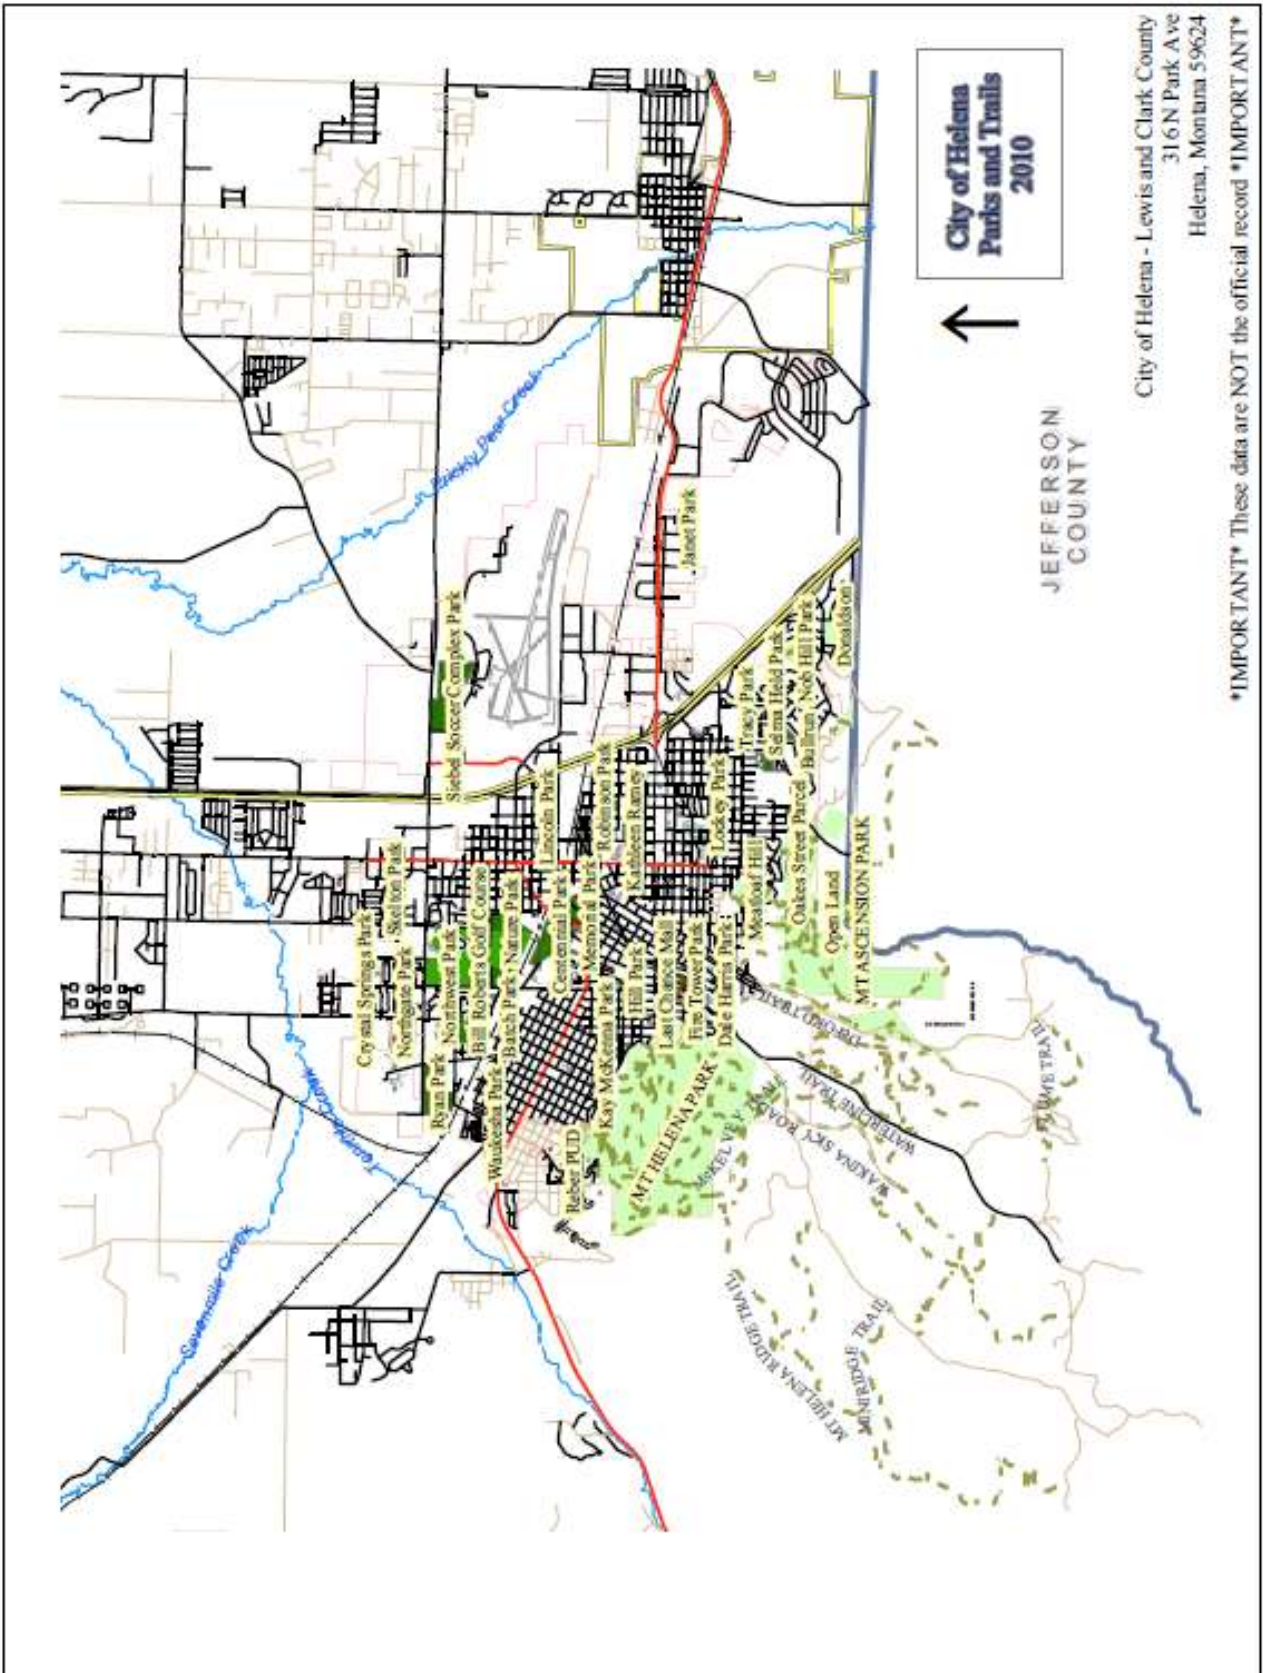 City of Helena
Parks and Trails
2010
City of Helena - Lewis and Clark County
316 N Park Ave
Helena, Montana 59624
*IMPORTANT* These data are NOT the official record *IMPORTANT*
JEFFERSON
COUNTY
Sevenmile Creek
Prickly Pear Creek
Crystal Springs Park
Skelton Park
Northgate Park
Ryan Park
Northwest Park
Siebel Soccer Complex Park
Bill Roberts Golf Course
Waukesha Park
Batch Park
Nature Park
Lincoln Park
Centennial Park
Reber PUD
Memorial Park
Kay McKenna Park
Robinson Park
Hill Park
Kathleen Ramey
Last Chance Mall
Janet Park
Fire Tower Park
Lockey Park
Dale Harris Park
Tracy Park
Meatloaf Hill
Selma Held Park
Oakes Street Parcel
Bullrun
Nob Hill Park
Open Land
Donaldson
MT ASCENSION PARK
MT HELENA PARK
WATERLINE TRAIL
WAKINA SKY ROAD
MT HELENA RIDGE TRAIL
MINIRIDGE TRAIL